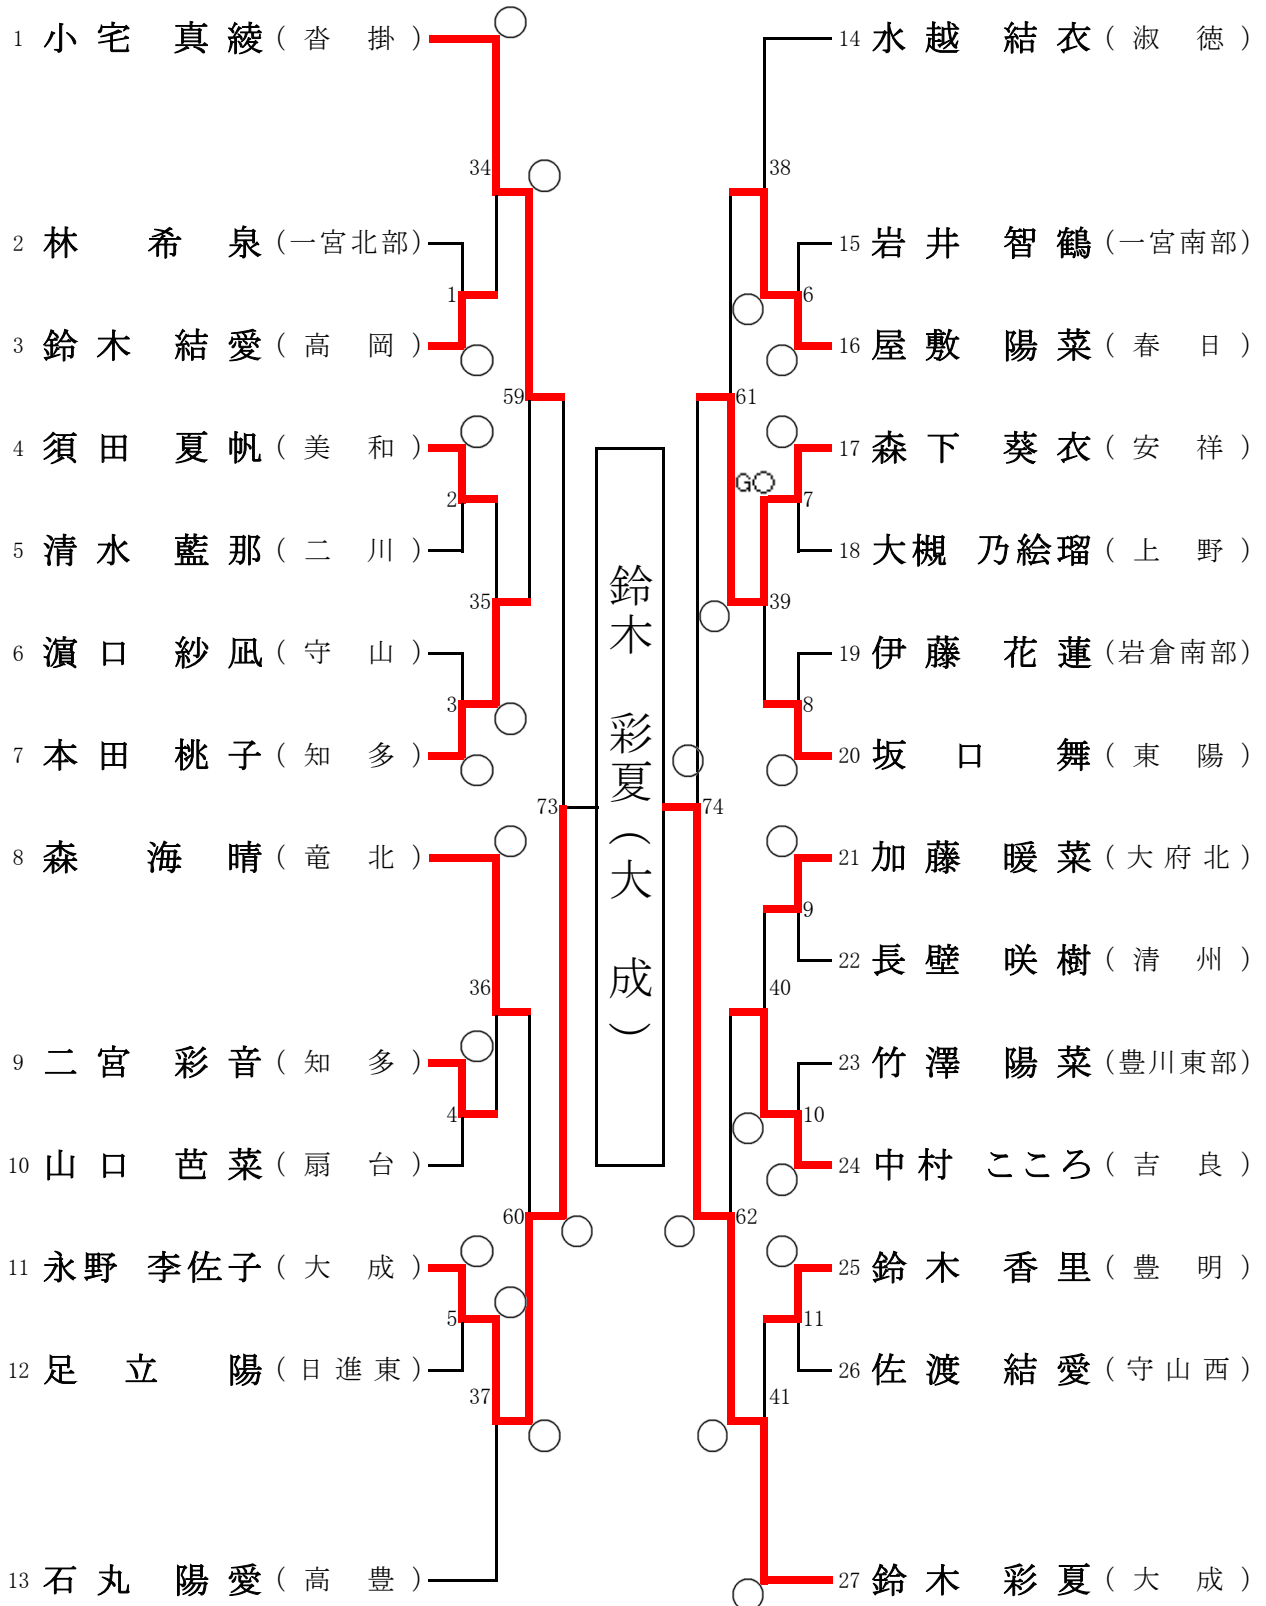 1 小宅 真綾 (沓掛)
34
2 林 希泉 (一宮北部)
1
3 鈴木 結愛 (高岡)
59
4 須田 夏帆 (美和)
2
5 清水 藍那 (二川)
35
6 濵口 紗凪 (守山)
3
7 本田 桃子 (知多)
73
8 森 海晴 (竜北)
36
9 二宮 彩音 (知多)
4
10 山口 芭菜 (扇台)
60
11 永野 李佐子 (大成)
5
12 足立 陽 (日進東)
37
13 石丸 陽愛 (高豊)
鈴木 彩夏(大成)
14 水越 結衣 (淑徳)
38
15 岩井 智鶴 (一宮南部)
6
16 屋敷 陽菜 (春日)
61
17 森下 葵衣 (安祥)
G○
7
18 大槻 乃絵瑠 (上野)
39
19 伊藤 花蓮 (岩倉南部)
8
20 坂口 舞 (東陽)
74
21 加藤 暖菜 (大府北)
9
22 長壁 咲樹 (清州)
40
23 竹澤 陽菜 (豊川東部)
10
24 中村 こころ (吉良)
62
25 鈴木 香里 (豊明)
11
26 佐渡 結愛 (守山西)
41
27 鈴木 彩夏 (大成)